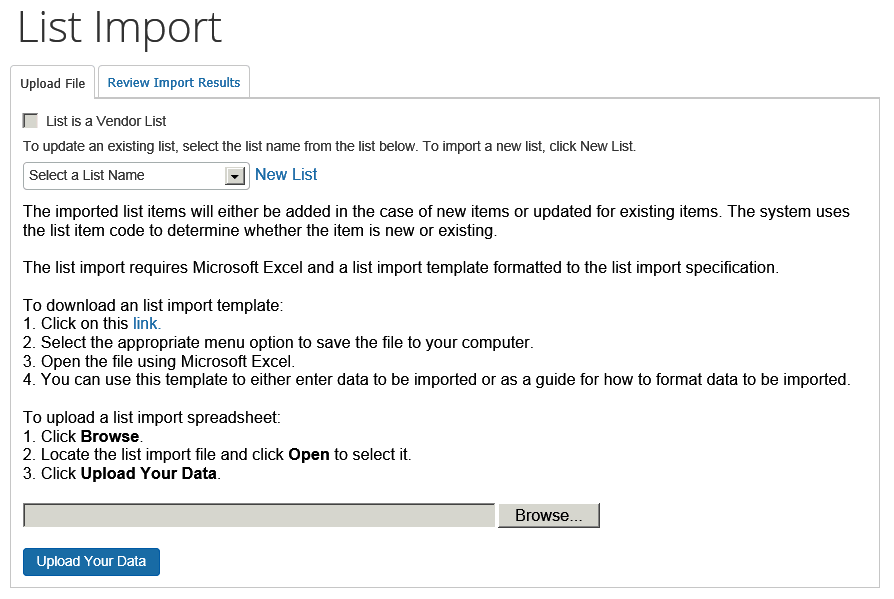 List Import
Upload File
Review Import Results
List is a Vendor List
To update an existing list, select the list name from the list below. To import a new list, click New List.
Select a List Name
New List
The imported list items will either be added in the case of new items or updated for existing items. The system uses
the list item code to determine whether the item is new or existing.
The list import requires Microsoft Excel and a list import template formatted to the list import specification.
To download an list import template:
1. Click on this link.
2. Select the appropriate menu option to save the file to your computer.
3. Open the file using Microsoft Excel.
4. You can use this template to either enter data to be imported or as a guide for how to format data to be imported.
To upload a list import spreadsheet:
1. Click Browse.
2. Locate the list import file and click Open to select it.
3. Click Upload Your Data.
Browse...
Upload Your Data